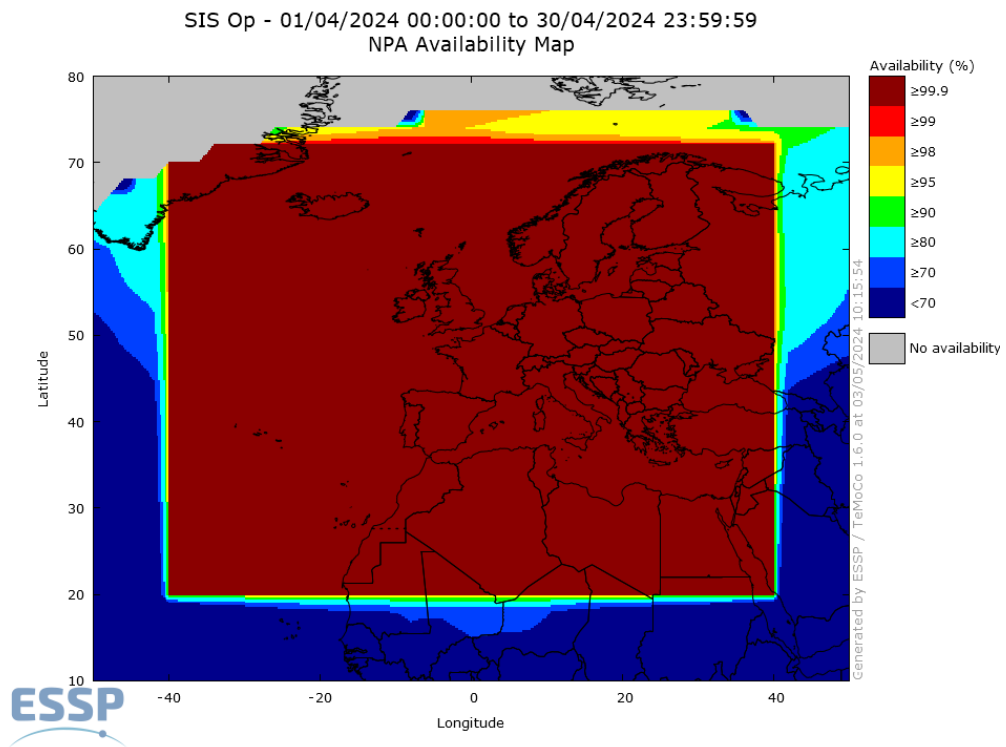 SIS Op - 01/04/2024 00:00:00 to 30/04/2024 23:59:59
NPA Availability Map
Availability (%)
≥99.9
≥99
≥98
≥95
≥90
≥80
≥70
<70
No availability
Latitude
80
70
60
50
40
30
20
10
-40
-20
0
20
40
Longitude
Generated by ESSP / TeMoCo 1.6.0 at 03/05/2024 10:15:54
ESSP